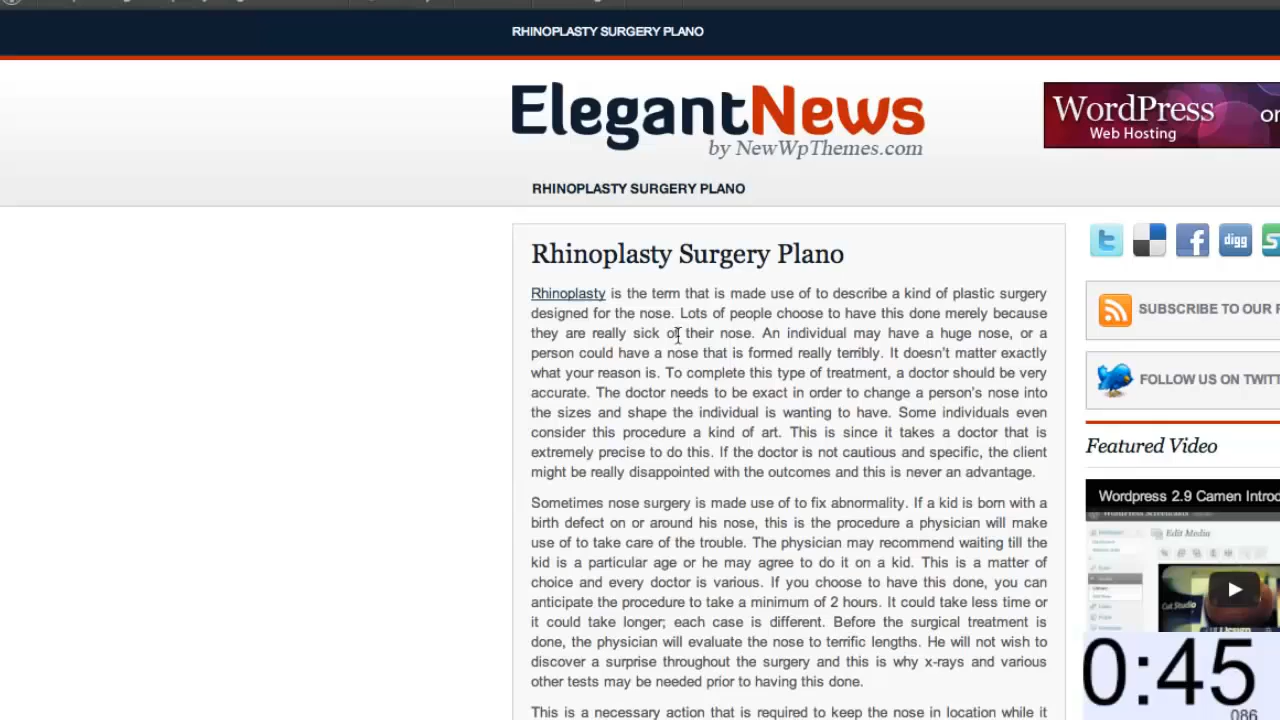 RHINOPLASTY SURGERY PLANO
ElegantNews
by NewWpThemes.com
WordPress
Web Hosting
RHINOPLASTY SURGERY PLANO
Rhinoplasty Surgery Plano
Rhinoplasty is the term that is made use of to describe a kind of plastic surgery
designed for the nose. Lots of people choose to have this done merely because
they are really sick of their nose. An individual may have a huge nose, or a
person could have a nose that is formed really terribly. It doesn't matter exactly
what your reason is. To complete this type of treatment, a doctor should be very
accurate. The doctor needs to be exact in order to change a person's nose into
the sizes and shape the individual is wanting to have. Some individuals even
consider this procedure a kind of art. This is since it takes a doctor that is
extremely precise to do this. If the doctor is not cautious and specific, the client
might be really disappointed with the outcomes and this is never an advantage.
Sometimes nose surgery is made use of to fix abnormality. If a kid is born with a
birth defect on or around his nose, this is the procedure a physician will make
use of to take care of the trouble. The physician may recommend waiting till the
kid is a particular age or he may agree to do it on a kid. This is a matter of
choice and every doctor is various. If you choose to have this done, you can
anticipate the procedure to take a minimum of 2 hours. It could take less time or
it could take longer; each case is different. Before the surgical treatment is
done, the physician will evaluate the nose to terrific lengths. He will not wish to
discover a surprise throughout the surgery and this is why x-rays and various
other tests may be needed prior to having this done.
This is a necessary action that is required to keep the nose in location while it
digg
SUBSCRIBE TO OUR
FOLLOW US ON TWITT
Featured Video
Wordpress 2.9 Camen Introd
Edit Media
0:45
086